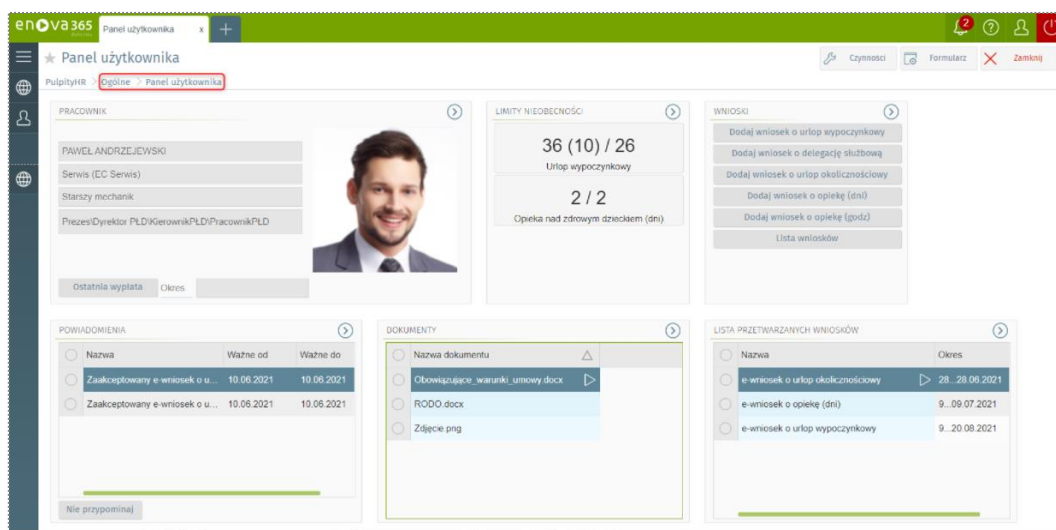 enova365
Panel użytkownika x +
2
Panel użytkownika
Czynności Formularz Zamknij
PulpityHR > Ogólne > Panel użytkownika
PRACOWNIK
PAWEŁ ANDRZEJEWSKI
Serwis (EC Serwis)
Starszy mechanik
Prezes\Dyrektor PŁD\KierownikPŁD\PracownikPŁD
Ostatnia wypłata Okres
LIMITY NIEOBECNOŚCI
36 (10) / 26
Urlop wypoczynkowy
2 / 2
Opieka nad zdrowym dzieckiem (dni)
WNIOSKI
Dodaj wniosek o urlop wypoczynkowy
Dodaj wniosek o delegację służbową
Dodaj wniosek o urlop okolicznościowy
Dodaj wniosek o opiekę (dni)
Dodaj wniosek o opiekę (godz)
Lista wniosków
POWIADOMIENIA
Nazwa Ważne od Ważne do
Zaakceptowany e-wniosek o u... 10.06.2021 10.06.2021
Zaakceptowany e-wniosek o u... 10.06.2021 10.06.2021
Nie przypominaj
DOKUMENTY
Nazwa dokumentu
Obowiązujące_warunki_umowy.docx
RODO.docx
Zdjęcie.png
LISTA PRZETWARZANYCH WNIOSKÓW
Nazwa Okres
e-wniosek o urlop okolicznościowy 28...28.06.2021
e-wniosek o opiekę (dni) 9...09.07.2021
e-wniosek o urlop wypoczynkowy 9...20.08.2021